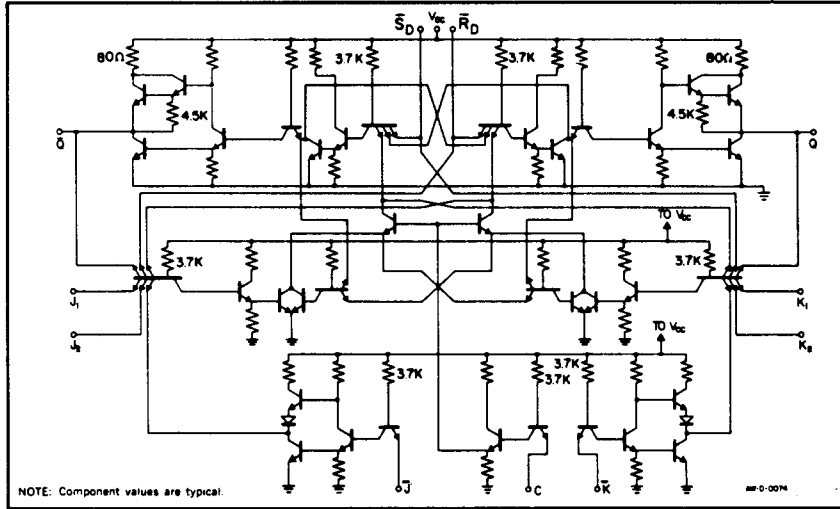 S̅D VCC R̅D
80Ω 3.7K 3.7K 80Ω
4.5K 4.5K
Q̅ Q
TO VCC
3.7K 3.7K
J1 K1
J2 K2
TO VCC
3.7K 3.7K
3.7K
J̅ C K̅
NOTE: Component values are typical.